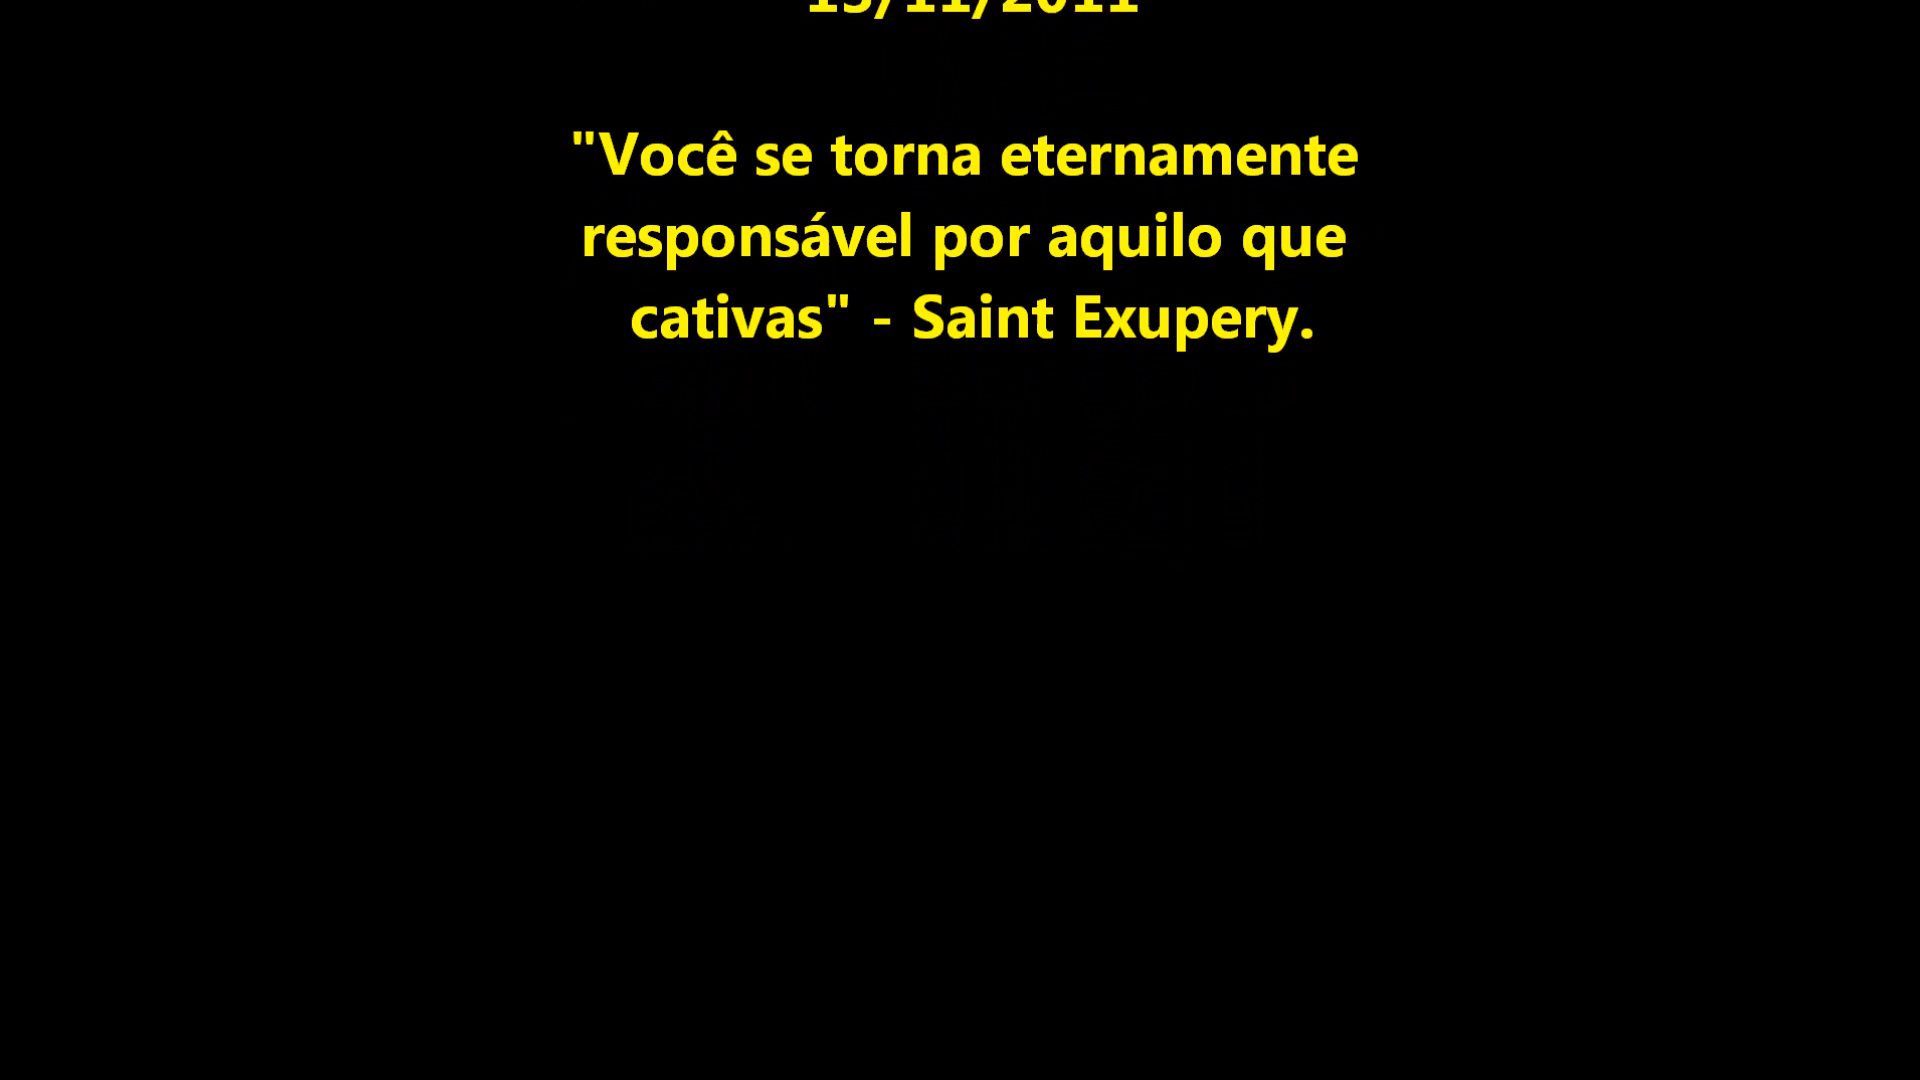 "Você se torna eternamente
responsável por aquilo que
cativas" - Saint Exupery.